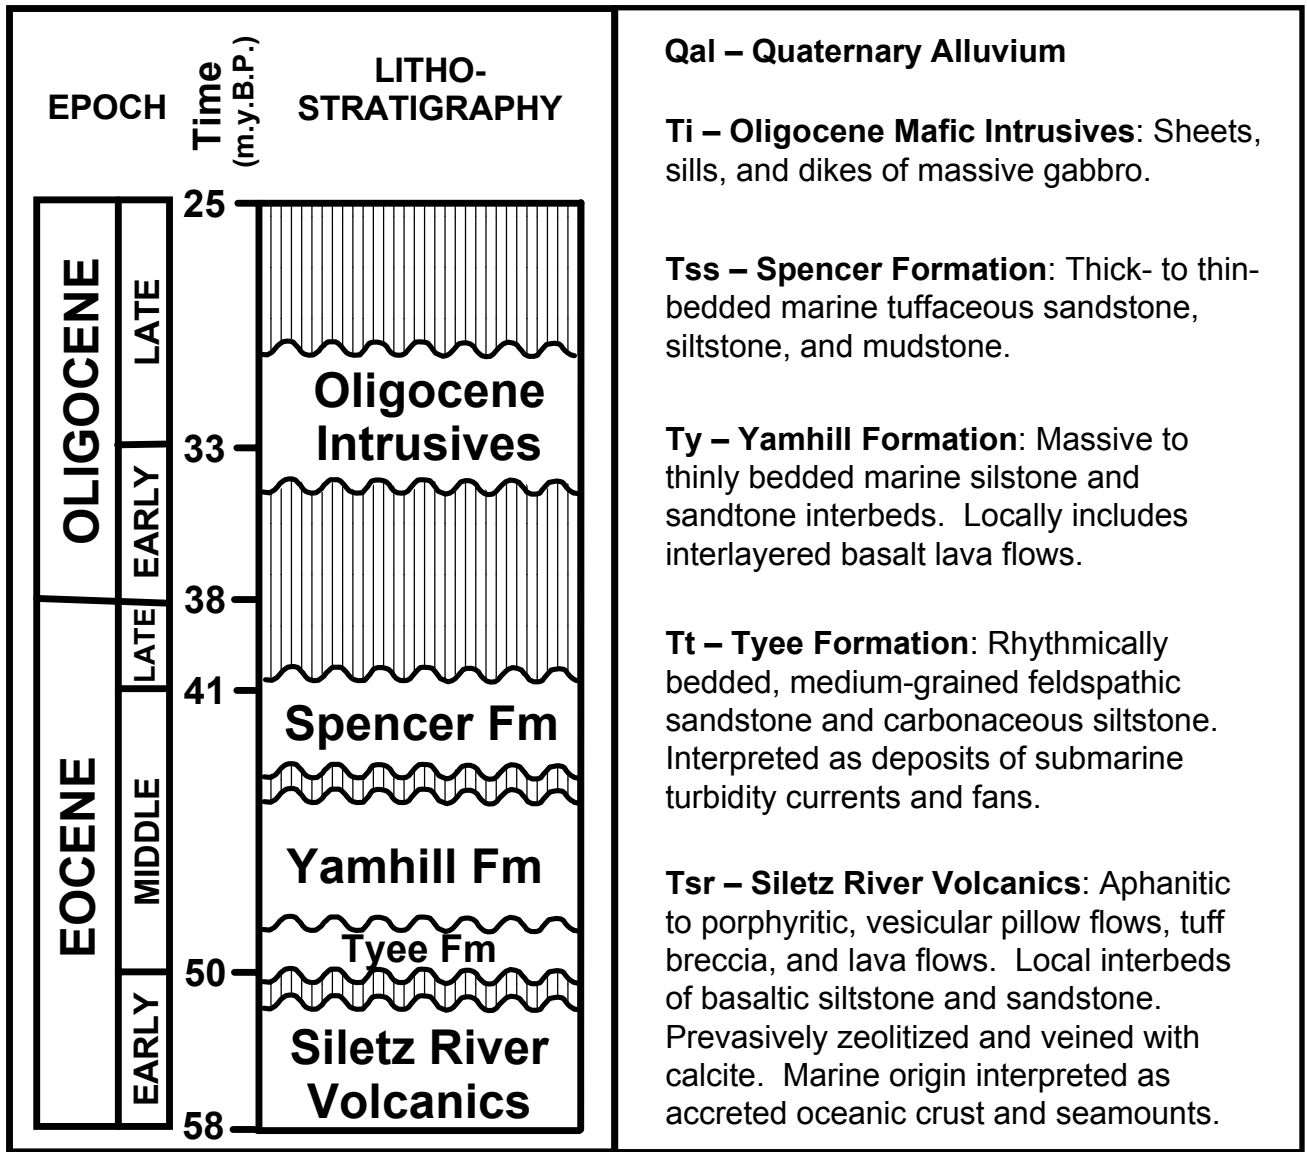 EPOCH
Time
(m.y.B.P.)
LITHO-
STRATIGRAPHY
OLIGOCENE
LATE
EARLY
EOCENE
LATE
MIDDLE
EARLY
25
33
38
41
50
58
Oligocene
Intrusives
Spencer Fm
Yamhill Fm
Tyee Fm
Siletz River
Volcanics
Qal – Quaternary Alluvium
Ti – Oligocene Mafic Intrusives: Sheets,
sills, and dikes of massive gabbro.
Tss – Spencer Formation: Thick- to thin-
bedded marine tuffaceous sandstone,
siltstone, and mudstone.
Ty – Yamhill Formation: Massive to
thinly bedded marine silstone and
sandtone interbeds. Locally includes
interlayered basalt lava flows.
Tt – Tyee Formation: Rhythmically
bedded, medium-grained feldspathic
sandstone and carbonaceous siltstone.
Interpreted as deposits of submarine
turbidity currents and fans.
Tsr – Siletz River Volcanics: Aphanitic
to porphyritic, vesicular pillow flows, tuff
breccia, and lava flows. Local interbeds
of basaltic siltstone and sandstone.
Prevasively zeolitized and veined with
calcite. Marine origin interpreted as
accreted oceanic crust and seamounts.